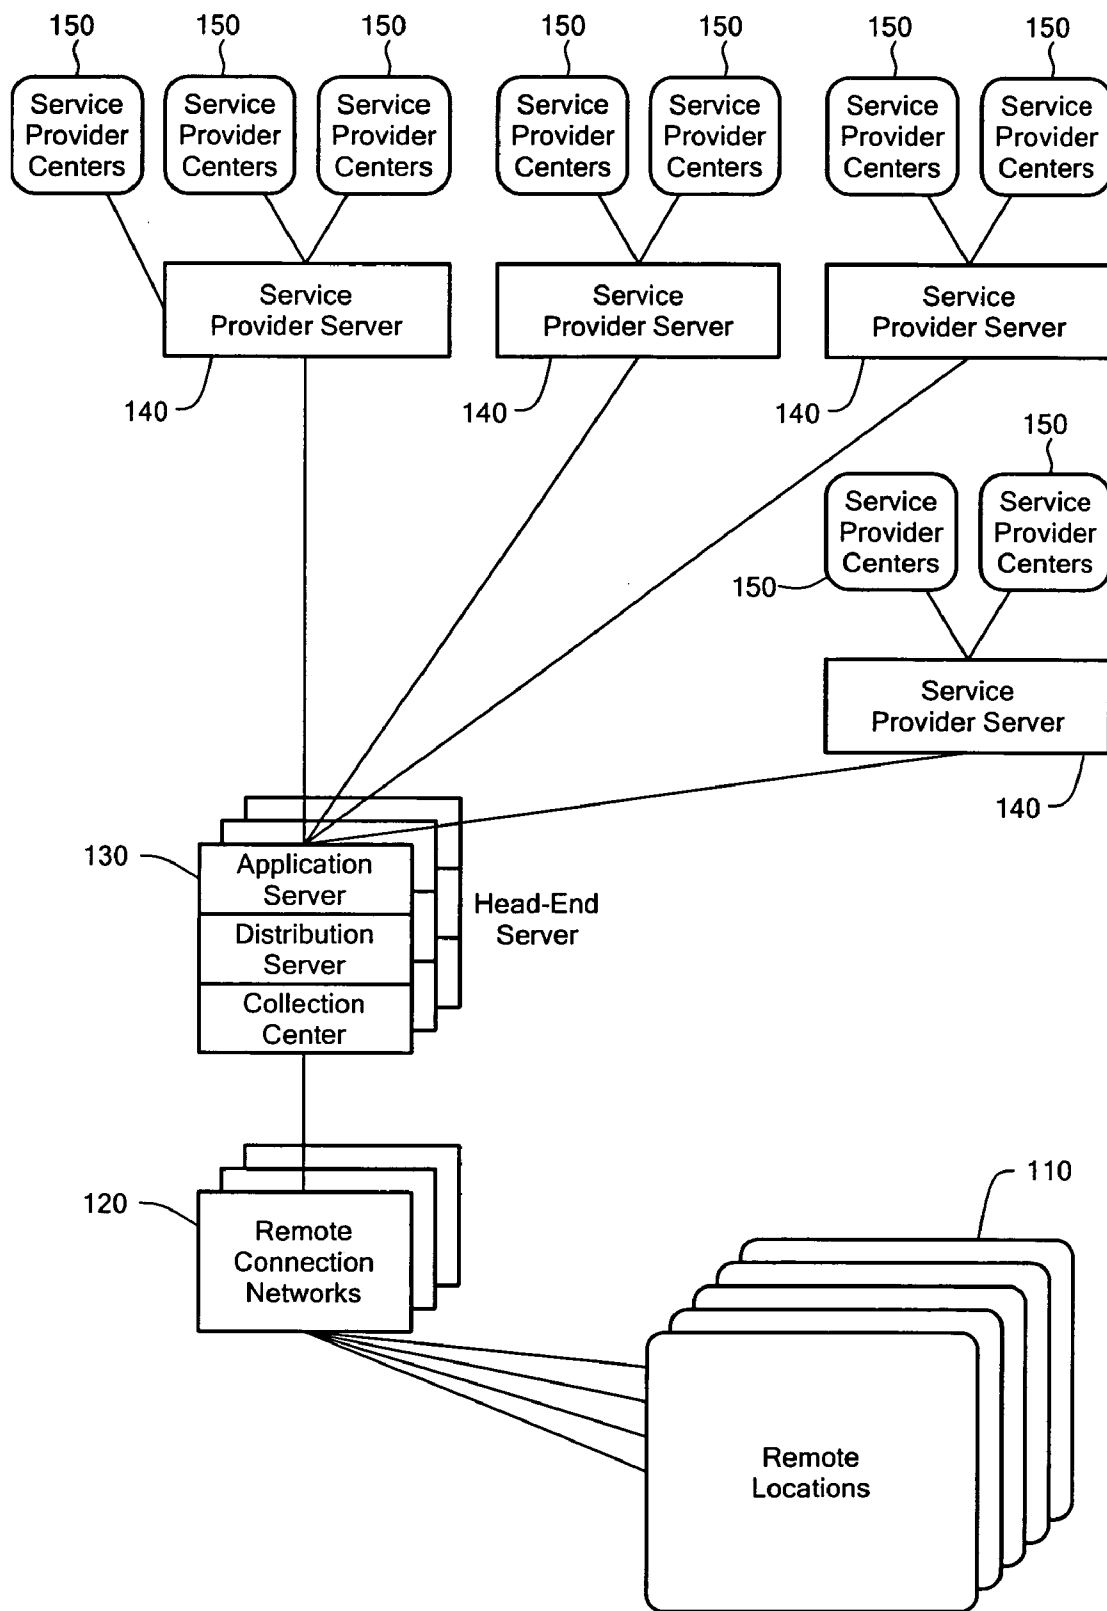 150 150 150 150 150 150 150
Service Service Service Service Service Service Service
Provider Provider Provider Provider Provider Provider Provider
Centers Centers Centers Centers Centers Centers Centers
Service Service Service
Provider Server Provider Server Provider Server
140 140 140
150
Service Service
Provider Provider
Centers Centers
150
Service
Provider Server
140
130
Application
Server
Head-End
Server
Distribution
Server
Collection
Center
120
110
Remote
Connection
Networks
Remote
Locations